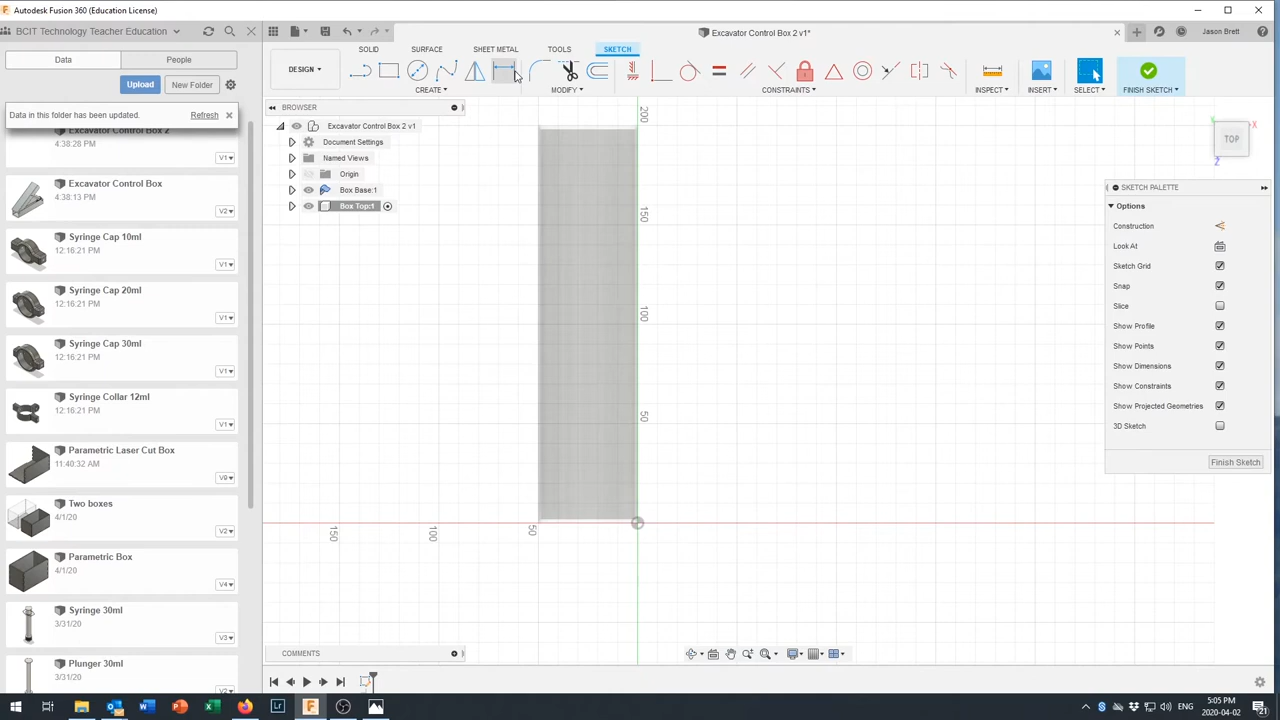 Autodesk Fusion 360 (Education License)
BCIT Technology Teacher Education
Excavator Control Box 2 v1*
Jason Brett
Data
People
DESIGN
SOLID
SURFACE
SHEET METAL
TOOLS
SKETCH
CREATE
MODIFY
CONSTRAINTS
INSPECT
INSERT
SELECT
FINISH SKETCH
Upload
New Folder
Data in this folder has been updated.
Refresh
Excavator Control Box 2
4:38:28 PM
V1
Excavator Control Box
4:38:13 PM
V2
Syringe Cap 10ml
12:16:21 PM
V1
Syringe Cap 20ml
12:16:21 PM
V1
Syringe Cap 30ml
12:16:21 PM
V1
Syringe Collar 12ml
12:16:21 PM
V1
Parametric Laser Cut Box
11:40:32 AM
V9
Two boxes
4/1/20
V2
Parametric Box
4/1/20
V4
Syringe 30ml
3/31/20
V3
Plunger 30ml
3/31/20
V2
BROWSER
Excavator Control Box 2 v1
Document Settings
Named Views
Origin
Box Base:1
Box Top:1
200
150
100
50
50
100
150
TOP
X
Z
SKETCH PALETTE
Options
Construction
Look At
Sketch Grid
Snap
Slice
Show Profile
Show Points
Show Dimensions
Show Constraints
Show Projected Geometries
3D Sketch
Finish Sketch
COMMENTS
ENG
5:05 PM
2020-04-02
21